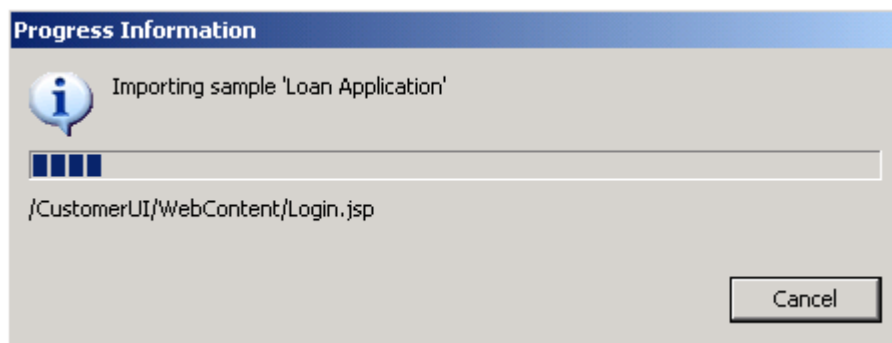 Progress Information
Importing sample 'Loan Application'
/CustomerUI/WebContent/Login.jsp
Cancel